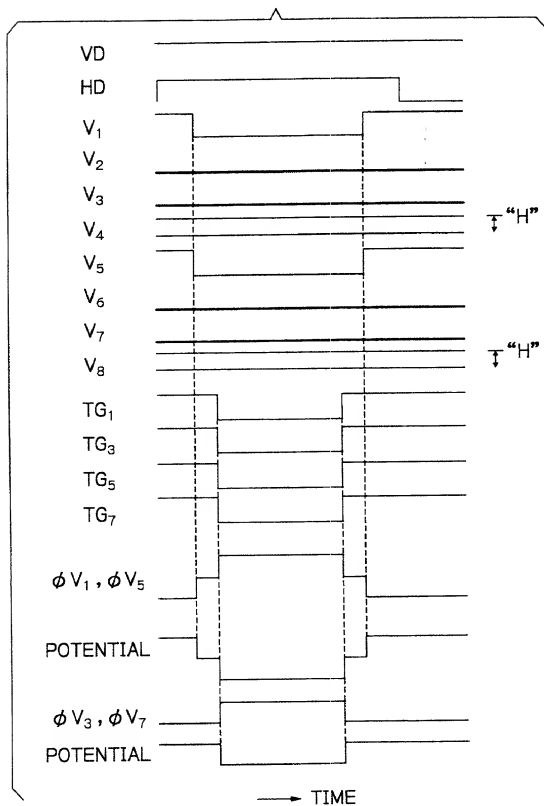 VD
HD
V₁
V₂
V₃
V₄ "H"
V₅
V₆
V₇
V₈ "H"
TG₁
TG₃
TG₅
TG₇
ϕV₁, ϕV₅
POTENTIAL
ϕV₃, ϕV₇
POTENTIAL
TIME